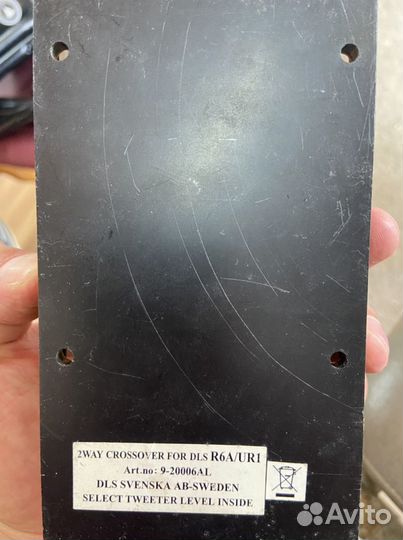 2WAY CROSSOVER FOR DLS R6A/UR1
Art.no: 9-20006AL
DLS SVENSKA AB-SWEDEN
SELECT TWEETER LEVEL INSIDE
Avito